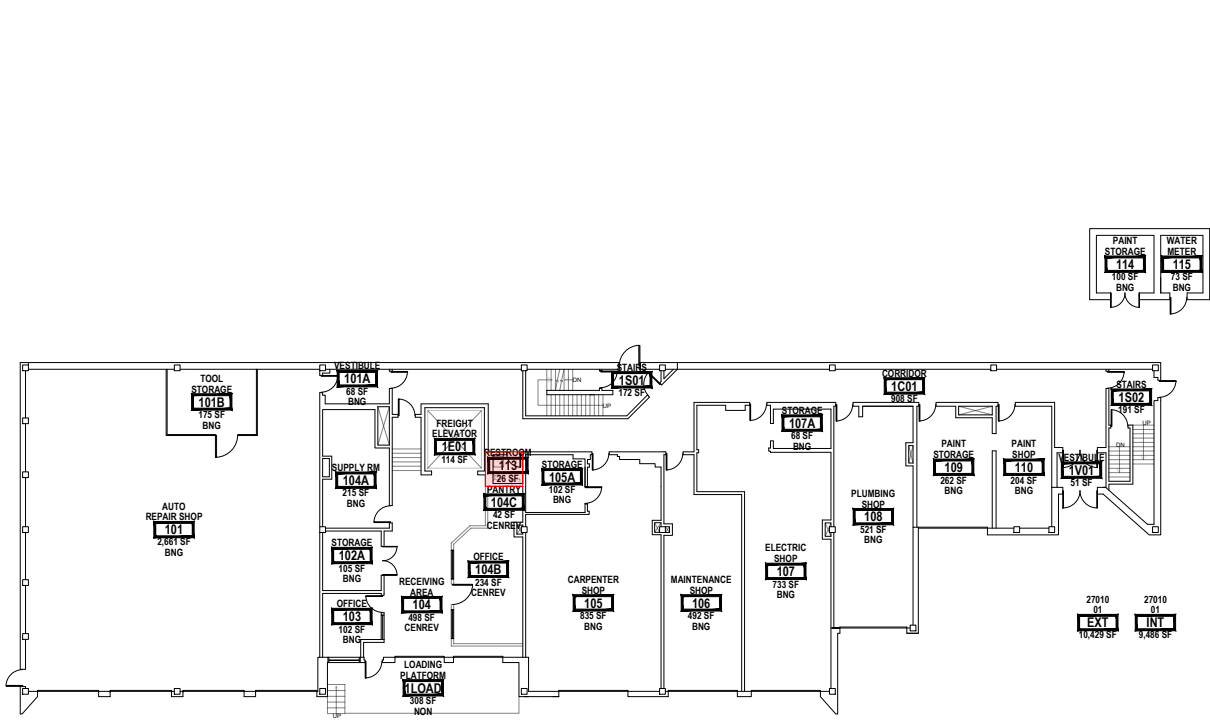 PAINT
STORAGE
114
100 SF
BNG
WATER
METER
115
73 SF
BNG
TOOL
STORAGE
101B
175 SF
BNG
VESTIBULE
101A
68 SF
BNG
DN
UP
STAIRS
1S01
172 SF
CORRIDOR
1C01
908 SF
STAIRS
1S02
191 SF
UP
DN
FREIGHT
ELEVATOR
1E01
114 SF
STORAGE
107A
68 SF
BNG
RESTROOM
113
26 SF
PANTRY
104C
42 SF
CENREV
STORAGE
105A
102 SF
BNG
SUPPLY RM
104A
215 SF
BNG
PAINT
STORAGE
109
262 SF
BNG
PAINT
SHOP
110
204 SF
BNG
VESTIBULE
1V01
51 SF
AUTO
REPAIR SHOP
101
2,661 SF
BNG
PLUMBING
SHOP
108
521 SF
BNG
STORAGE
102A
105 SF
BNG
OFFICE
104B
234 SF
CENREV
ELECTRIC
SHOP
107
733 SF
BNG
RECEIVING
AREA
104
498 SF
CENREV
CARPENTER
SHOP
105
835 SF
BNG
MAINTENANCE
SHOP
106
492 SF
BNG
OFFICE
103
102 SF
BNG
27010
01
EXT
10,429 SF
27010
01
INT
9,486 SF
LOADING
PLATFORM
1LOAD
308 SF
NON
UP